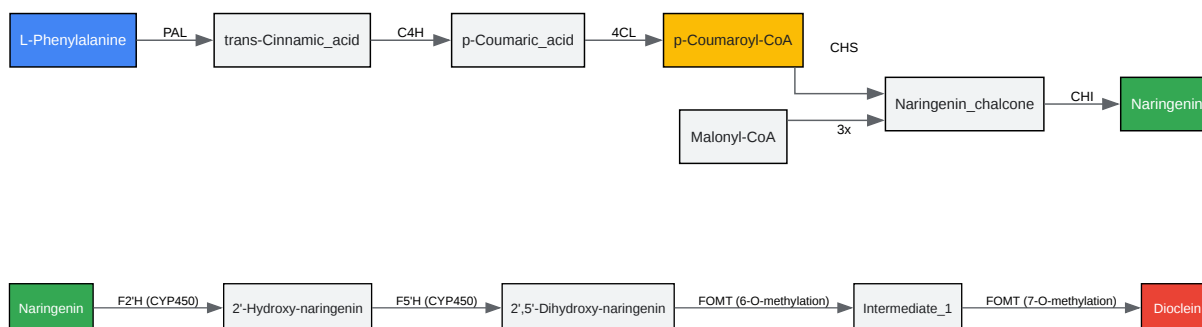 L-Phenylalanine
PAL
trans-Cinnamic_acid
C4H
p-Coumaric_acid
4CL
p-Coumaroyl-CoA
CHS
Malonyl-CoA
3x
Naringenin_chalcone
CHI
Naringenin
Naringenin
F2'H (CYP450)
2'-Hydroxy-naringenin
F5'H (CYP450)
2',5'-Dihydroxy-naringenin
FOMT (6-O-methylation)
Intermediate_1
FOMT (7-O-methylation)
Dioclein